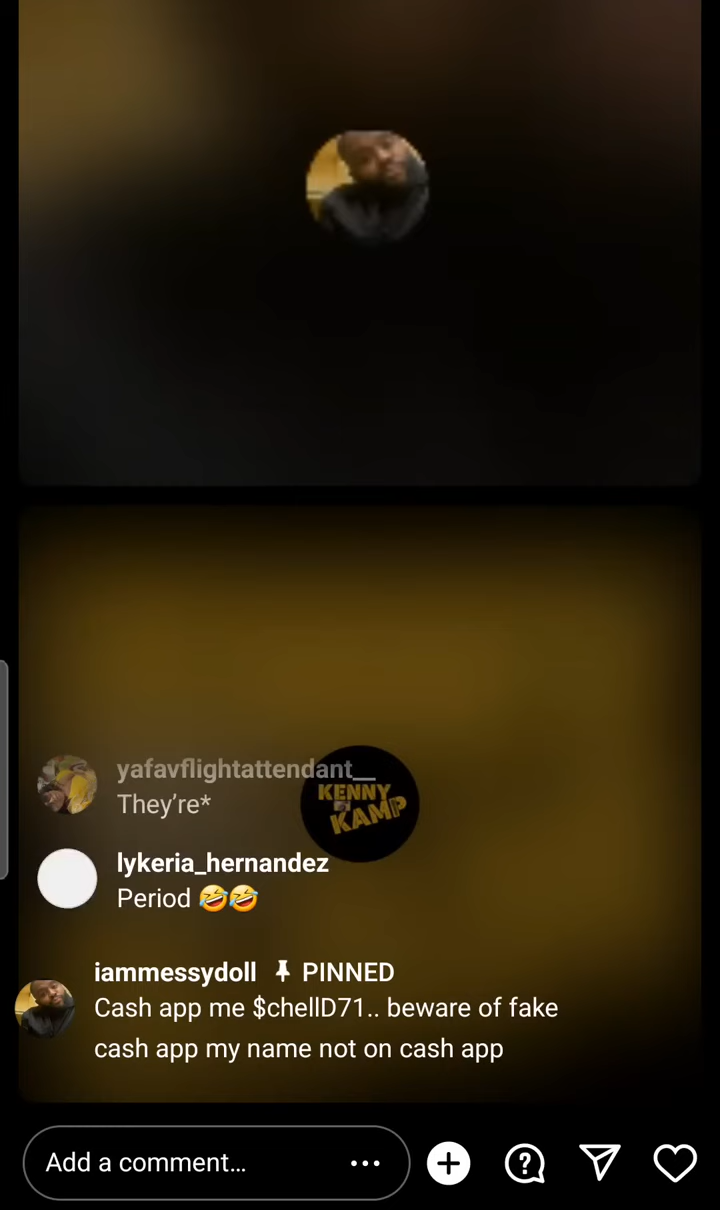 yafavflightattendant__
They’re*
KENNY
KAMP
lykeria_hernandez
Period 🤣🤣
iammessydoll PINNED
Cash app me $chellD71.. beware of fake
cash app my name not on cash app
Add a comment...